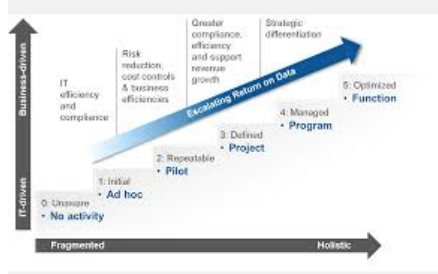 Greater
compliance,
efficiency
and support
revenue
growth
Strategic
differentiation
Risk
reduction,
cost controls
& business
efficiencies
IT
efficiency
and
compliance
Business-driven
IT-driven
Escalating Return on Data
5: Optimized
• Function
4: Managed
• Program
3: Defined
• Project
2: Repeatable
• Pilot
1: Initial
• Ad hoc
0: Unaware
• No activity
Fragmented
Holistic